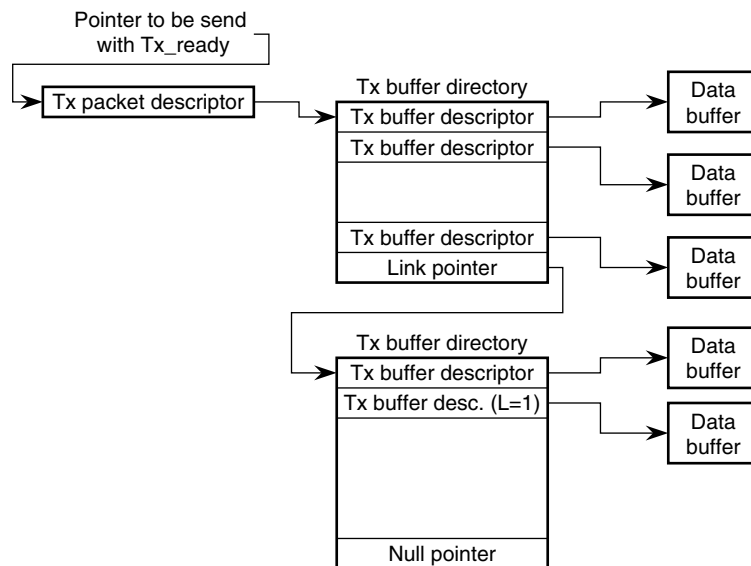 Pointer to be send
with Tx_ready
Tx packet descriptor
Tx buffer directory
Tx buffer descriptor
Tx buffer descriptor
Tx buffer descriptor
Link pointer
Data
buffer
Data
buffer
Data
buffer
Tx buffer directory
Tx buffer descriptor
Tx buffer desc. (L=1)
Null pointer
Data
buffer
Data
buffer